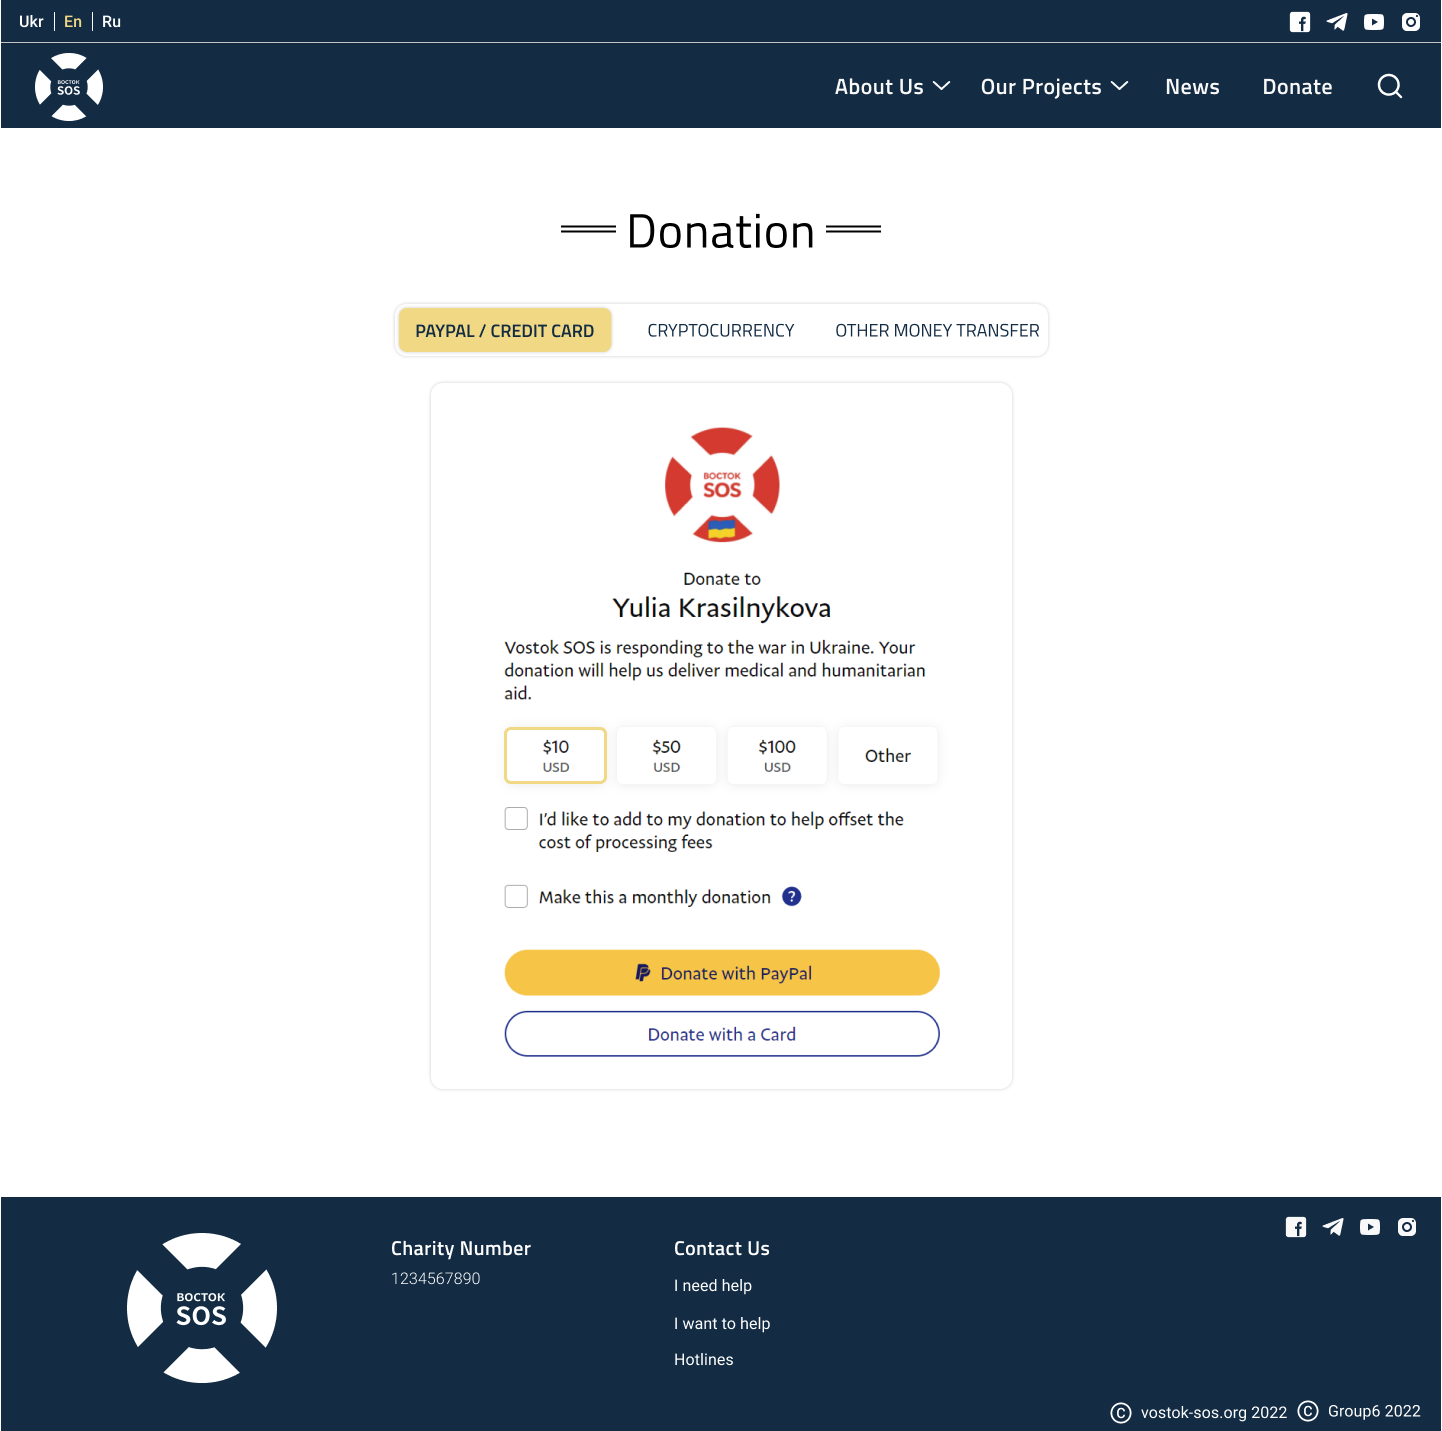 Ukr En Ru
ВОСТОК
SOS
About Us Our Projects News Donate
Donation
PAYPAL / CREDIT CARD CRYPTOCURRENCY OTHER MONEY TRANSFER
ВОСТОК
SOS
Donate to
Yulia Krasilnykova
Vostok SOS is responding to the war in Ukraine. Your
donation will help us deliver medical and humanitarian
aid.
$10 $50 $100 Other
USD USD USD
I'd like to add to my donation to help offset the
cost of processing fees
Make this a monthly donation ?
Donate with PayPal
Donate with a Card
ВОСТОК
SOS
Charity Number
1234567890
Contact Us
I need help
I want to help
Hotlines
© vostok-sos.org 2022 © Group6 2022